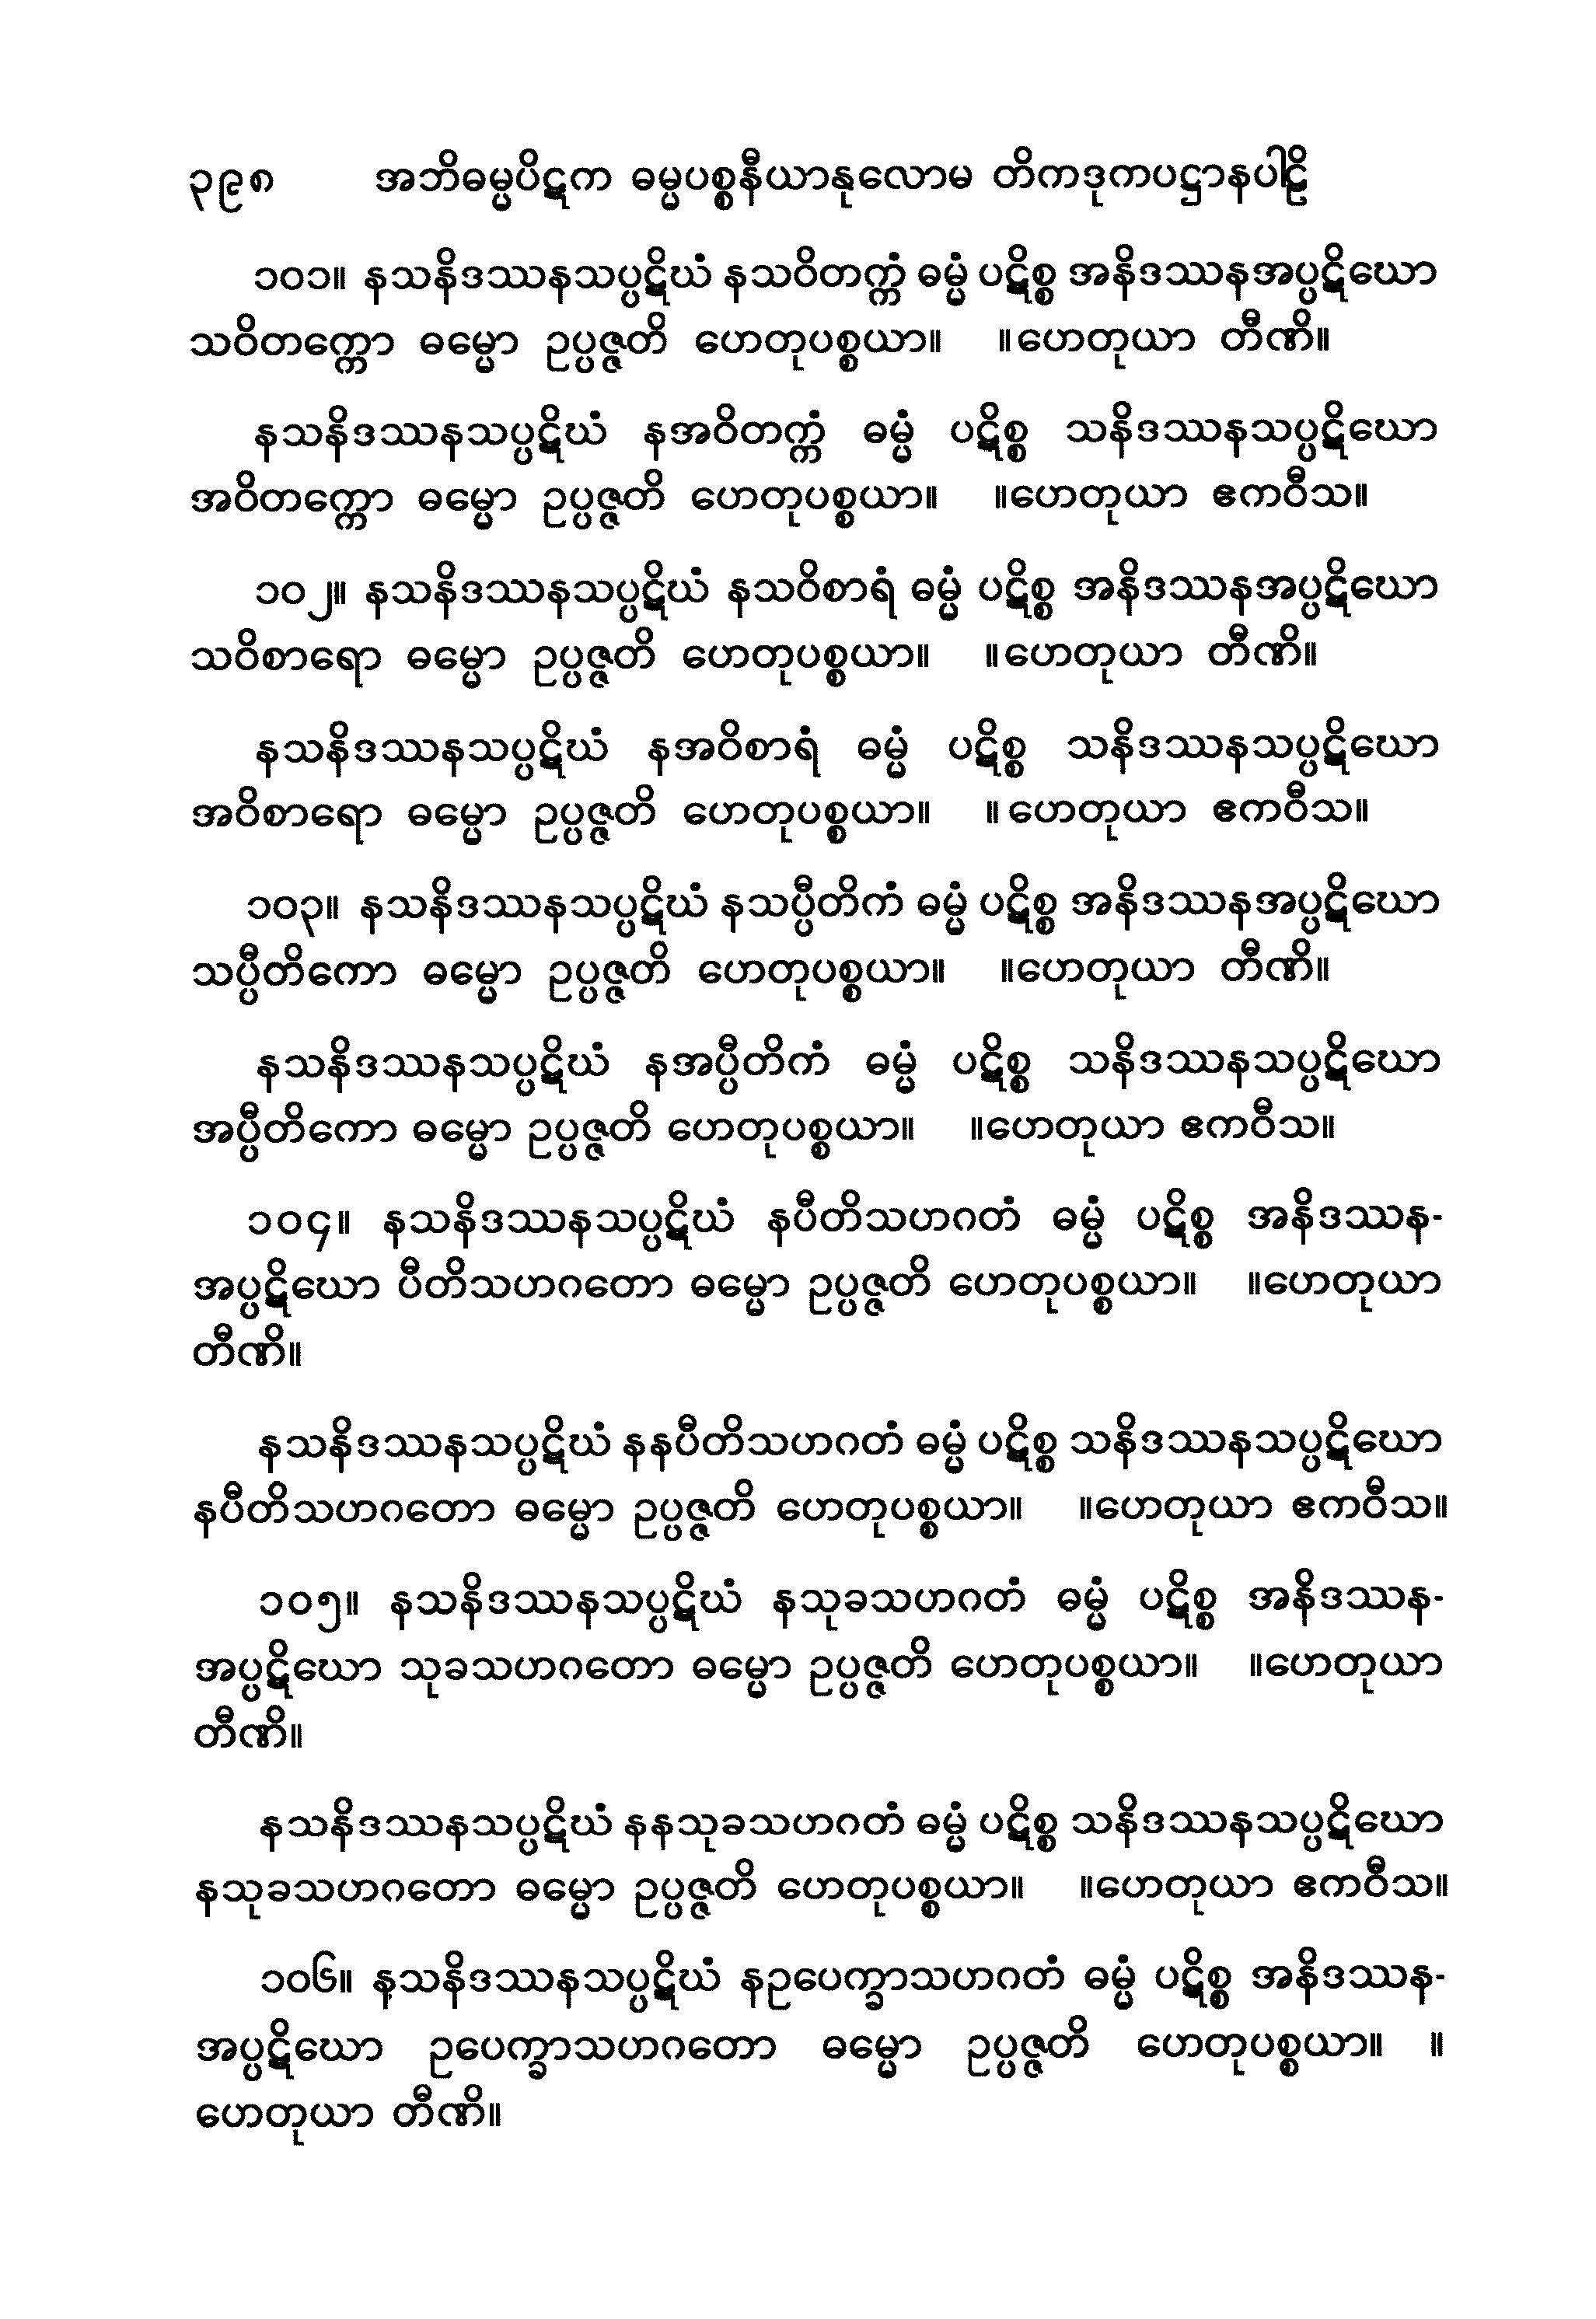 ၃၉၈ အဘိဓမ္မပိဋက ဓမ္မပစ္စနီယာနုလောမ တိကဒုကပဋ္ဌာနပါဠိ
၁၀၁။ နသနိဒဿနသပ္ပဋိဃံ နသဝိတက္ကံ ဓမ္မံ ပဋိစ္စ အနိဒဿနအပ္ပဋိဃော
သဝိတက္ကော ဓမ္မော ဥပ္ပဇ္ဇတိ ဟေတုပစ္စယာ။ ။ဟေတုယာ တီဏိ။
နသနိဒဿနသပ္ပဋိဃံ နအဝိတက္ကံ ဓမ္မံ ပဋိစ္စ သနိဒဿနသပ္ပဋိဃော
အဝိတက္ကော ဓမ္မော ဥပ္ပဇ္ဇတိ ဟေတုပစ္စယာ။ ။ဟေတုယာ ဧကဝီသ။
၁၀၂။ နသနိဒဿနသပ္ပဋိဃံ နသဝိစာရံ ဓမ္မံ ပဋိစ္စ အနိဒဿနအပ္ပဋိဃော
သဝိစာရော ဓမ္မော ဥပ္ပဇ္ဇတိ ဟေတုပစ္စယာ။ ။ဟေတုယာ တီဏိ။
နသနိဒဿနသပ္ပဋိဃံ နအဝိစာရံ ဓမ္မံ ပဋိစ္စ သနိဒဿနသပ္ပဋိဃော
အဝိစာရော ဓမ္မော ဥပ္ပဇ္ဇတိ ဟေတုပစ္စယာ။ ။ ဟေတုယာ ဧကဝီသ။
၁၀၃။ နသနိဒဿနသပ္ပဋိဃံ နသပ္ပီတိကံ ဓမ္မံ ပဋိစ္စ အနိဒဿနအပ္ပဋိဃော
သပ္ပီတိကော ဓမ္မော ဥပ္ပဇ္ဇတိ ဟေတုပစ္စယာ။ ။ဟေတုယာ တီဏိ။
နသနိဒဿနသပ္ပဋိဃံ နအပ္ပီတိကံ ဓမ္မံ ပဋိစ္စ သနိဒဿနသပ္ပဋိဃော
အပ္ပီတိကော ဓမ္မော ဥပ္ပဇ္ဇတိ ဟေတုပစ္စယာ။ ။ဟေတုယာ ဧကဝီသ။
၁၀၄။ နသနိဒဿနသပ္ပဋိဃံ နပီတိသဟဂတံ ဓမ္မံ ပဋိစ္စ အနိဒဿန-
အပ္ပဋိဃော ပီတိသဟဂတော ဓမ္မော ဥပ္ပဇ္ဇတိ ဟေတုပစ္စယာ။ ။ဟေတုယာ
တီဏိ။
နသနိဒဿနသပ္ပဋိဃံ နနပီတိသဟဂတံ ဓမ္မံ ပဋိစ္စ သနိဒဿနသပ္ပဋိဃော
နပီတိသဟဂတော ဓမ္မော ဥပ္ပဇ္ဇတိ ဟေတုပစ္စယာ။ ။ဟေတုယာ ဧကဝီသ။
၁၀၅။ နသနိဒဿနသပ္ပဋိဃံ နသုခသဟဂတံ ဓမ္မံ ပဋိစ္စ အနိဒဿန-
အပ္ပဋိဃော သုခသဟဂတော ဓမ္မော ဥပ္ပဇ္ဇတိ ဟေတုပစ္စယာ။ ။ဟေတုယာ
တီဏိ။
နသနိဒဿနသပ္ပဋိဃံ နနသုခသဟဂတံ ဓမ္မံ ပဋိစ္စ သနိဒဿနသပ္ပဋိဃော
နသုခသဟဂတော ဓမ္မော ဥပ္ပဇ္ဇတိ ဟေတုပစ္စယာ။ ။ဟေတုယာ ဧကဝီသ။
၁၀၆။ နသနိဒဿနသပ္ပဋိဃံ နဥပေက္ခာသဟဂတံ ဓမ္မံ ပဋိစ္စ အနိဒဿန-
အပ္ပဋိဃော ဥပေက္ခာသဟဂတော ဓမ္မော ဥပ္ပဇ္ဇတိ ဟေတုပစ္စယာ။ ။
ဟေတုယာ တီဏိ။